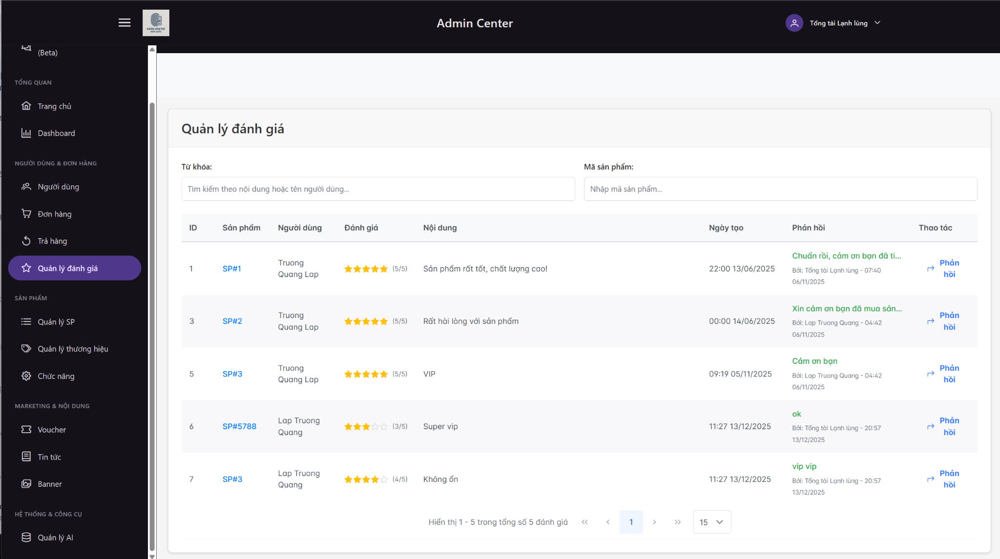 KHÓA VÂN TAY
HÀN QUỐC
Admin Center
Tổng tài Lạnh lùng
(Beta)
TỔNG QUAN
Trang chủ
Dashboard
NGƯỜI DÙNG & ĐƠN HÀNG
Người dùng
Đơn hàng
Trả hàng
Quản lý đánh giá
SẢN PHẨM
Quản lý SP
Quản lý thương hiệu
Chức năng
MARKETING & NỘI DUNG
Voucher
Tin tức
Banner
HỆ THỐNG & CÔNG CỤ
Quản lý AI
Quản lý đánh giá
Từ khóa:
Mã sản phẩm:
Tìm kiếm theo nội dung hoặc tên người dùng...
Nhập mã sản phẩm...
ID Sản phẩm Người dùng Đánh giá Nội dung Ngày tạo Phản hồi Thao tác
1 SP#1 Truong Quang Lap (5/5) Sản phẩm rất tốt, chất lượng cao! 22:00 13/06/2025
Chuẩn rồi, cảm ơn bạn đã ti...
Bởi: Tổng tài Lạnh lùng - 07:40
06/11/2025
Phản
hồi
3 SP#2 Truong Quang Lap (5/5) Rất hài lòng với sản phẩm 00:00 14/06/2025
Xin cảm ơn bạn đã mua sản...
Bởi: Lap Truong Quang - 04:42
06/11/2025
Phản
hồi
5 SP#3 Truong Quang Lap (5/5) VIP 09:19 05/11/2025
Cảm ơn bạn
Bởi: Lap Truong Quang - 04:42
06/11/2025
Phản
hồi
6 SP#5788 Lap Truong Quang (3/5) Super vip 11:27 13/12/2025
ok
Bởi: Tổng tài Lạnh lùng - 20:57
13/12/2025
Phản
hồi
7 SP#3 Lap Truong Quang (4/5) Không ổn 11:27 13/12/2025
vip vip
Bởi: Tổng tài Lạnh lùng - 20:57
13/12/2025
Phản
hồi
Hiển thị 1 - 5 trong tổng số 5 đánh giá
1
15